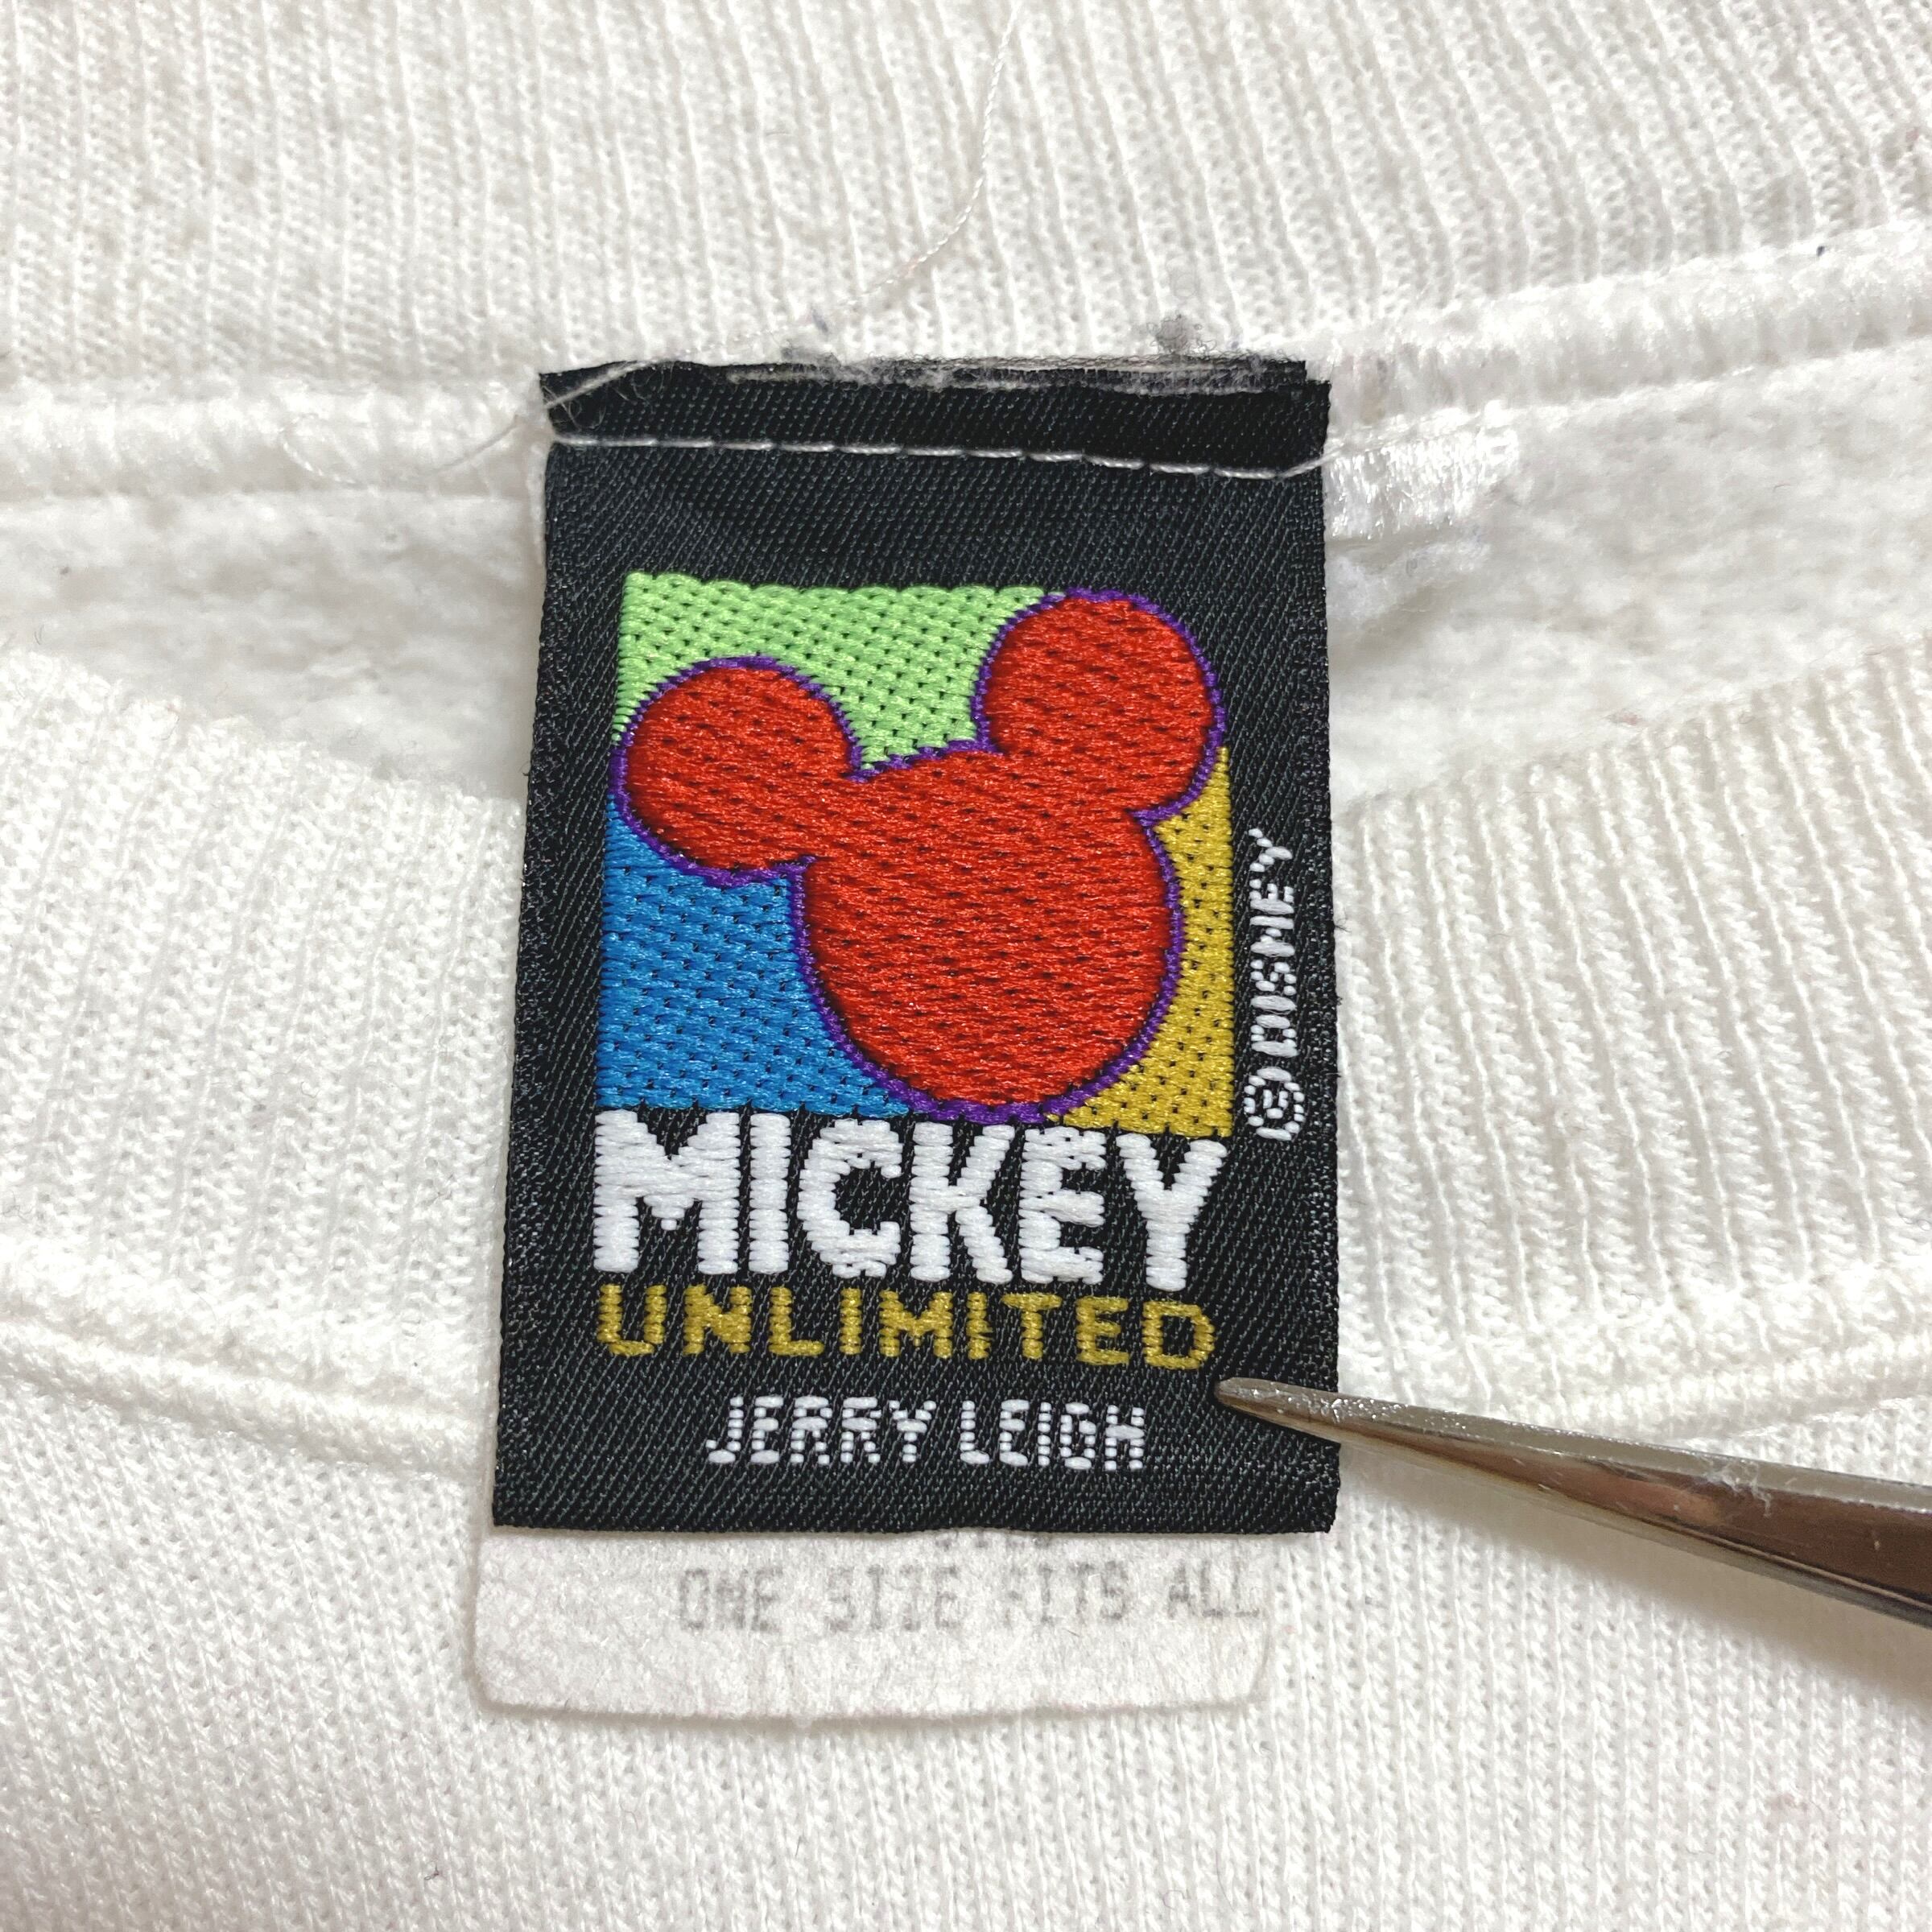 © DISNEY
MICKEY
UNLIMITED
JERRY LEIGH
ONE SIZE FITS ALL